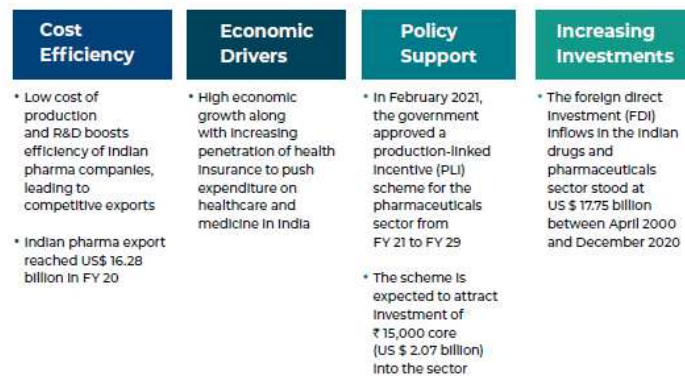 Cost
Efficiency
• Low cost of
production
and R&D boosts
efficiency of Indian
pharma companies,
leading to
competitive exports
• Indian pharma export
reached US$ 16.28
billion in FY 20
Economic
Drivers
• High economic
growth along
with increasing
penetration of health
insurance to push
expenditure on
healthcare and
medicine in India
Policy
Support
• In February 2021,
the government
approved a
production-linked
incentive (PLI)
scheme for the
pharmaceuticals
sector from
FY 21 to FY 29
• The scheme is
expected to attract
investment of
₹ 15,000 core
(US $ 2.07 billion)
into the sector
Increasing
Investments
• The foreign direct
investment (FDI)
inflows in the Indian
drugs and
pharmaceuticals
sector stood at
US $ 17.75 billion
between April 2000
and December 2020